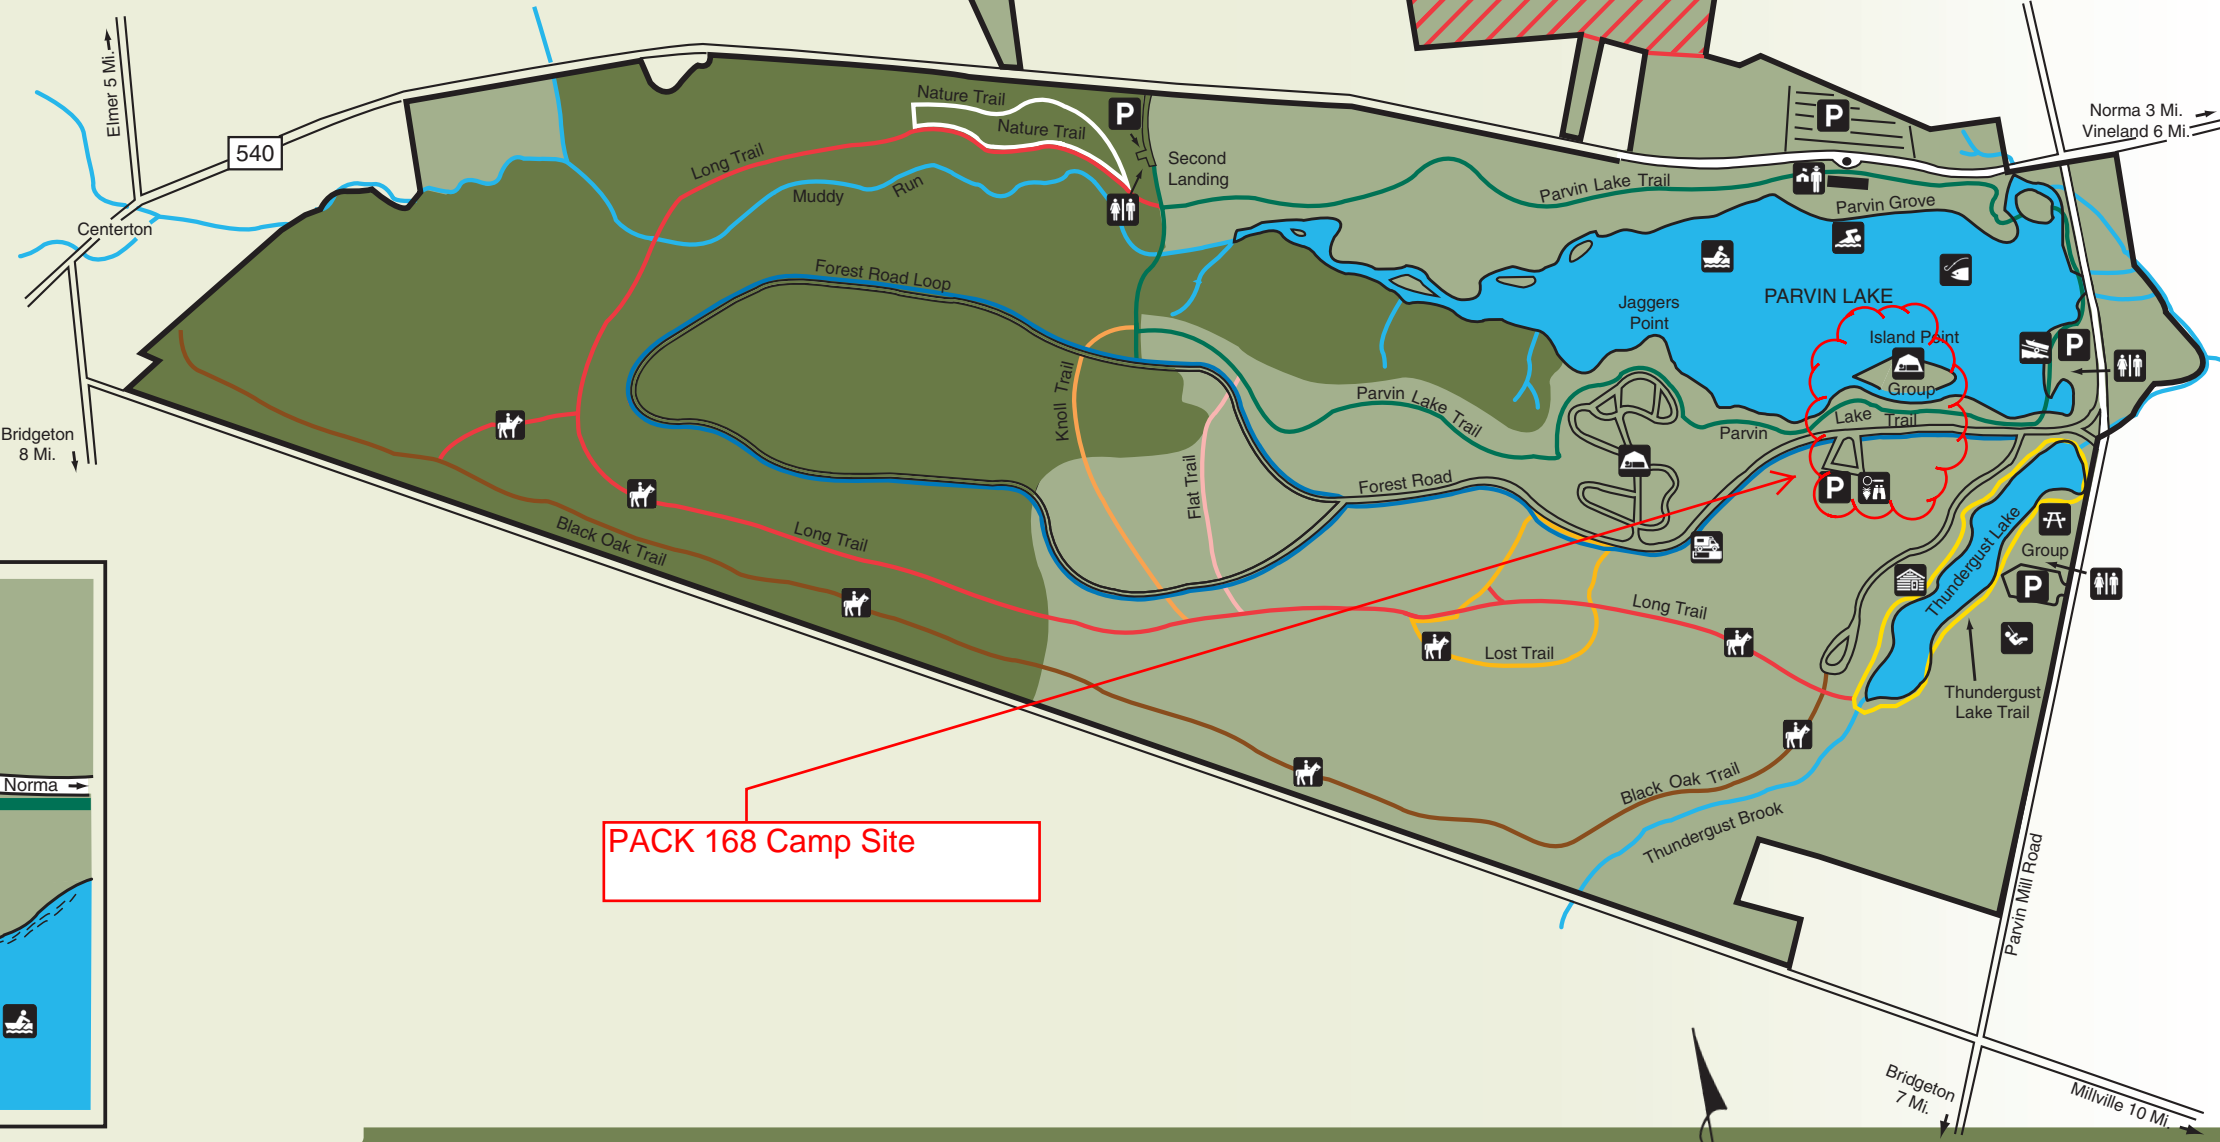 Elmer 5 Mi.
540
Centerton
Bridgeton
8 Mi.
Nature Trail
Nature Trail
P
Second
Landing
Long Trail
Muddy Run
Forest Road Loop
Knoll Trail
Flat Trail
Parvin Lake Trail
P
Norma 3 Mi.
Vineland 6 Mi.
Parvin Grove
PARVIN LAKE
Jaggers
Point
Island Point
Group
P
Parvin Lake Trail
Parvin Lake Trail
Forest Road
P
Group
P
Thundergust Lake
Thundergust
Lake Trail
Long Trail
Black Oak Trail
Long Trail
Lost Trail
Black Oak Trail
Thundergust Brook
Parvin Mill Road
Norma
PACK 168 Camp Site
Bridgeton
7 Mi.
Millville 10 Mi.